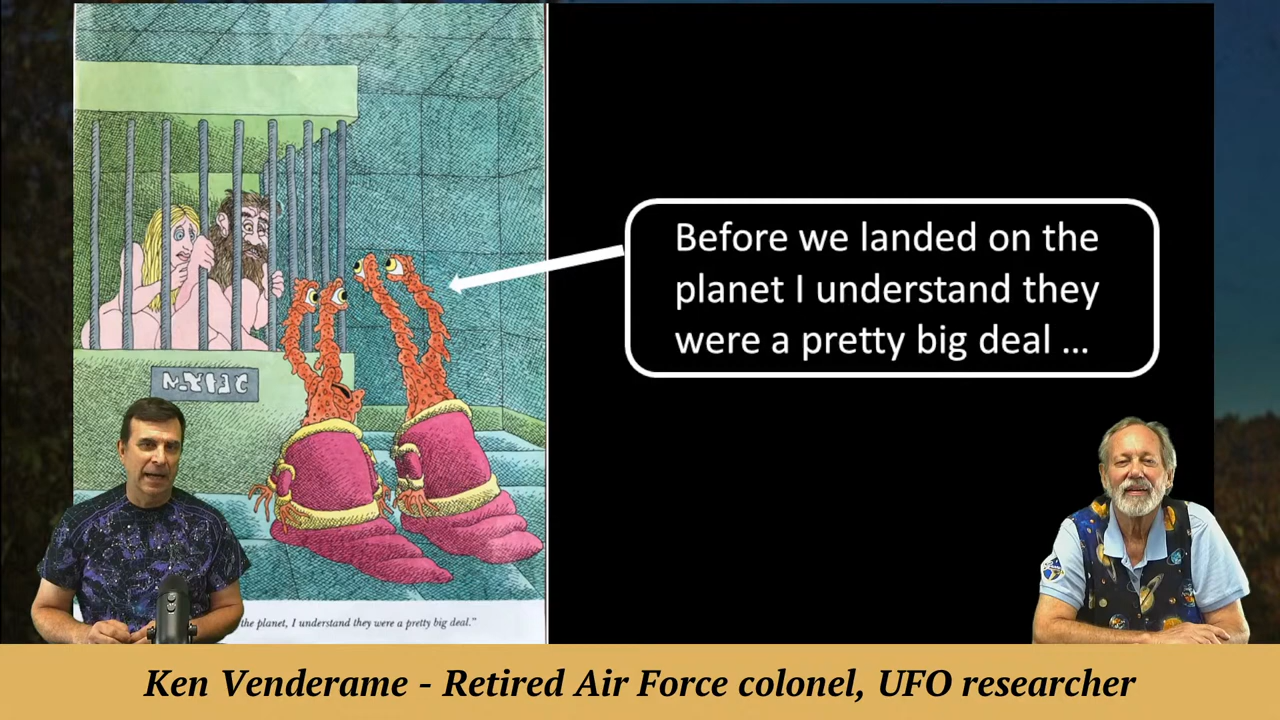 Before we landed on the
planet I understand they
were a pretty big deal ...
the planet, I understand they were a pretty big deal.”
Ken Venderame - Retired Air Force colonel, UFO researcher